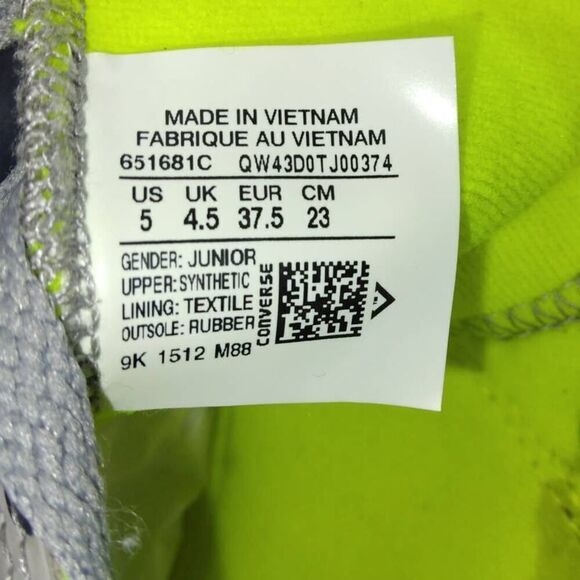 MADE IN VIETNAM
FABRIQUE AU VIETNAM
651681C QW43D0TJ00374
US UK EUR CM
5 4.5 37.5 23
GENDER: JUNIOR
UPPER: SYNTHETIC
LINING: TEXTILE
OUTSOLE: RUBBER
9K 1512 M88
CONVERSE